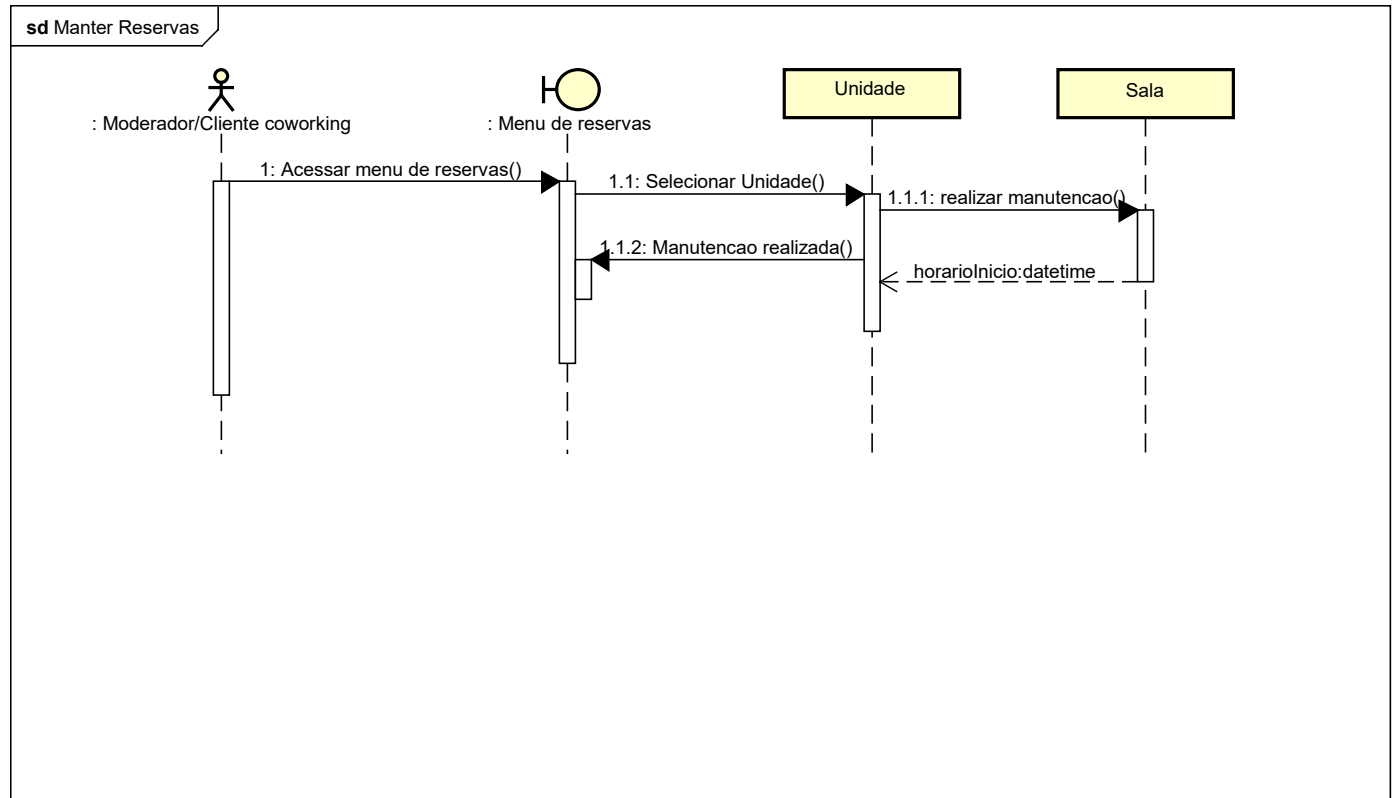 sd Manter Reservas
: Moderador/Cliente coworking
: Menu de reservas
Unidade
Sala
1: Acessar menu de reservas()
1.1: Selecionar Unidade()
1.1.1: realizar manutencao()
1.1.2: Manutencao realizada()
horarioInicio:datetime